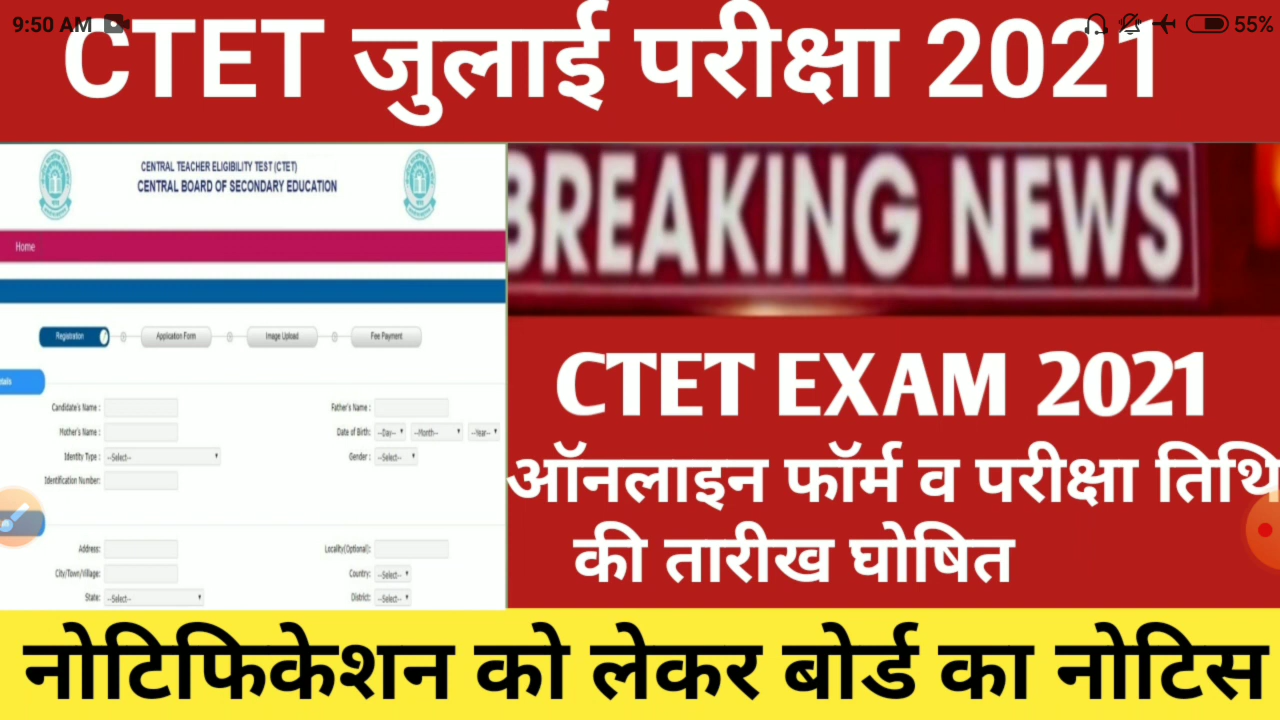 9:50 AM
55%
CTET जुलाई परीक्षा 2021
CENTRAL TEACHER ELIGIBILITY TEST (CTET)
CENTRAL BOARD OF SECONDARY EDUCATION
Home
Registration
Application Form
Image Upload
Fee Payment
tails
Candidate's Name :
Father's Name :
Mother's Name :
Date of Birth: --Day-- --Month-- --Year--
Identity Type : --Select--
Gender : --Select--
Identification Number:
Address:
Locality(Optional):
City/Town/Village:
Country: --Select--
State: --Select--
District: --Select--
BREAKING NEWS
CTET EXAM 2021
ऑनलाइन फॉर्म व परीक्षा तिथि
की तारीख घोषित
नोटिफिकेशन को लेकर बोर्ड का नोटिस